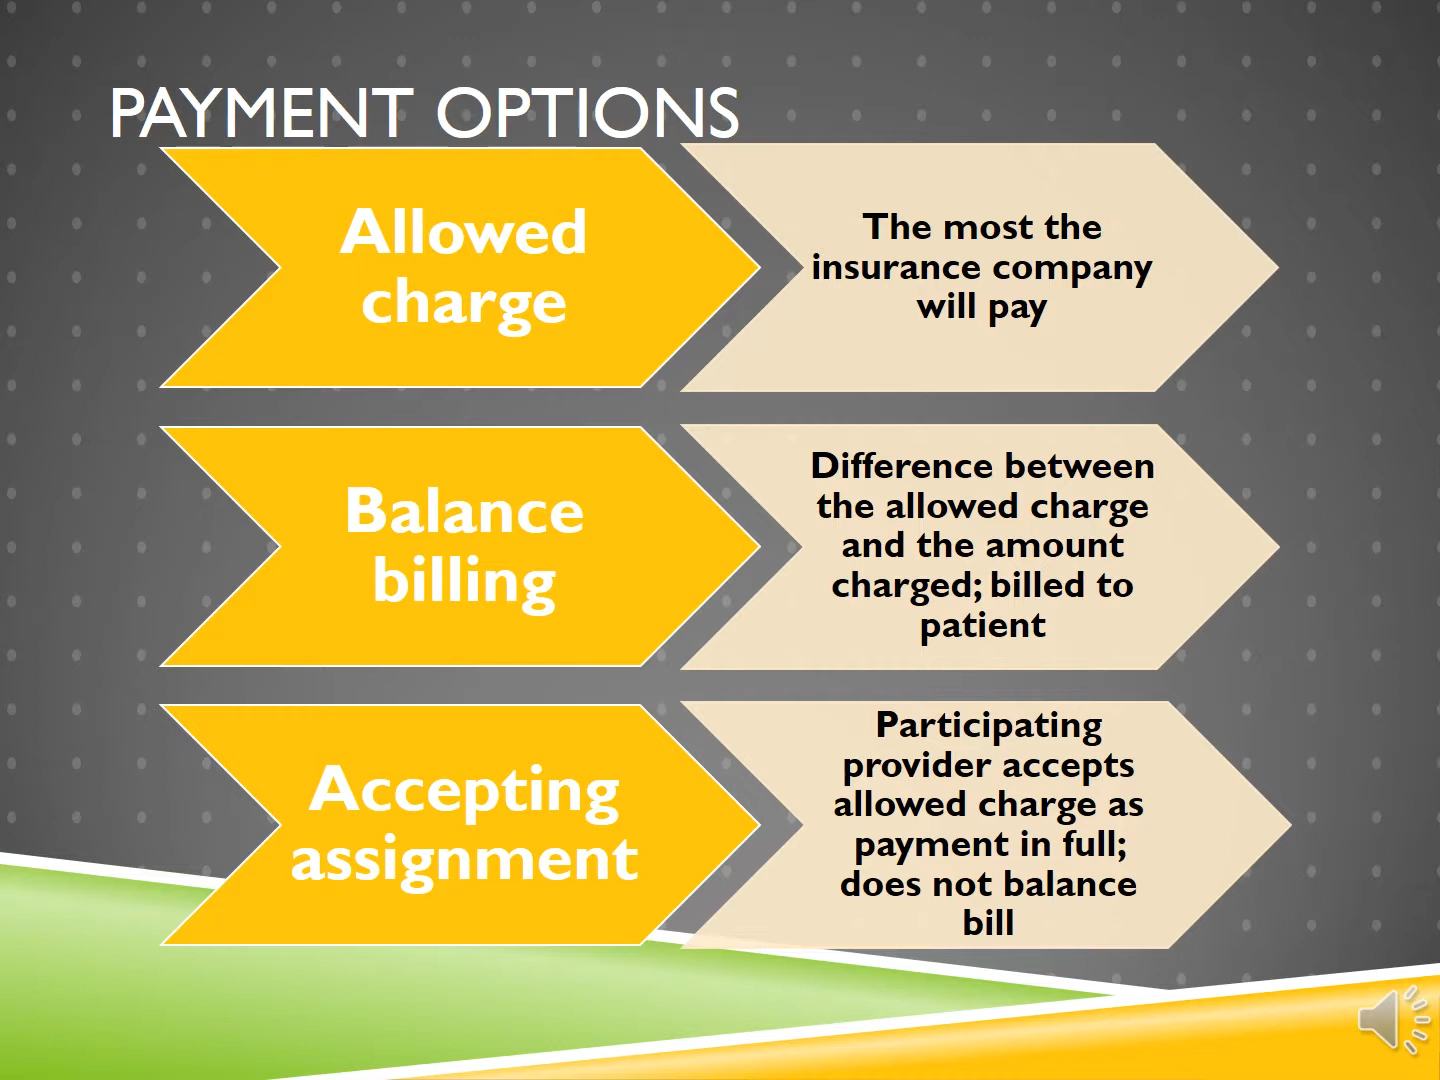 PAYMENT OPTIONS
Allowed
charge
The most the
insurance company
will pay
Balance
billing
Difference between
the allowed charge
and the amount
charged; billed to
patient
Accepting
assignment
Participating
provider accepts
allowed charge as
payment in full;
does not balance
bill